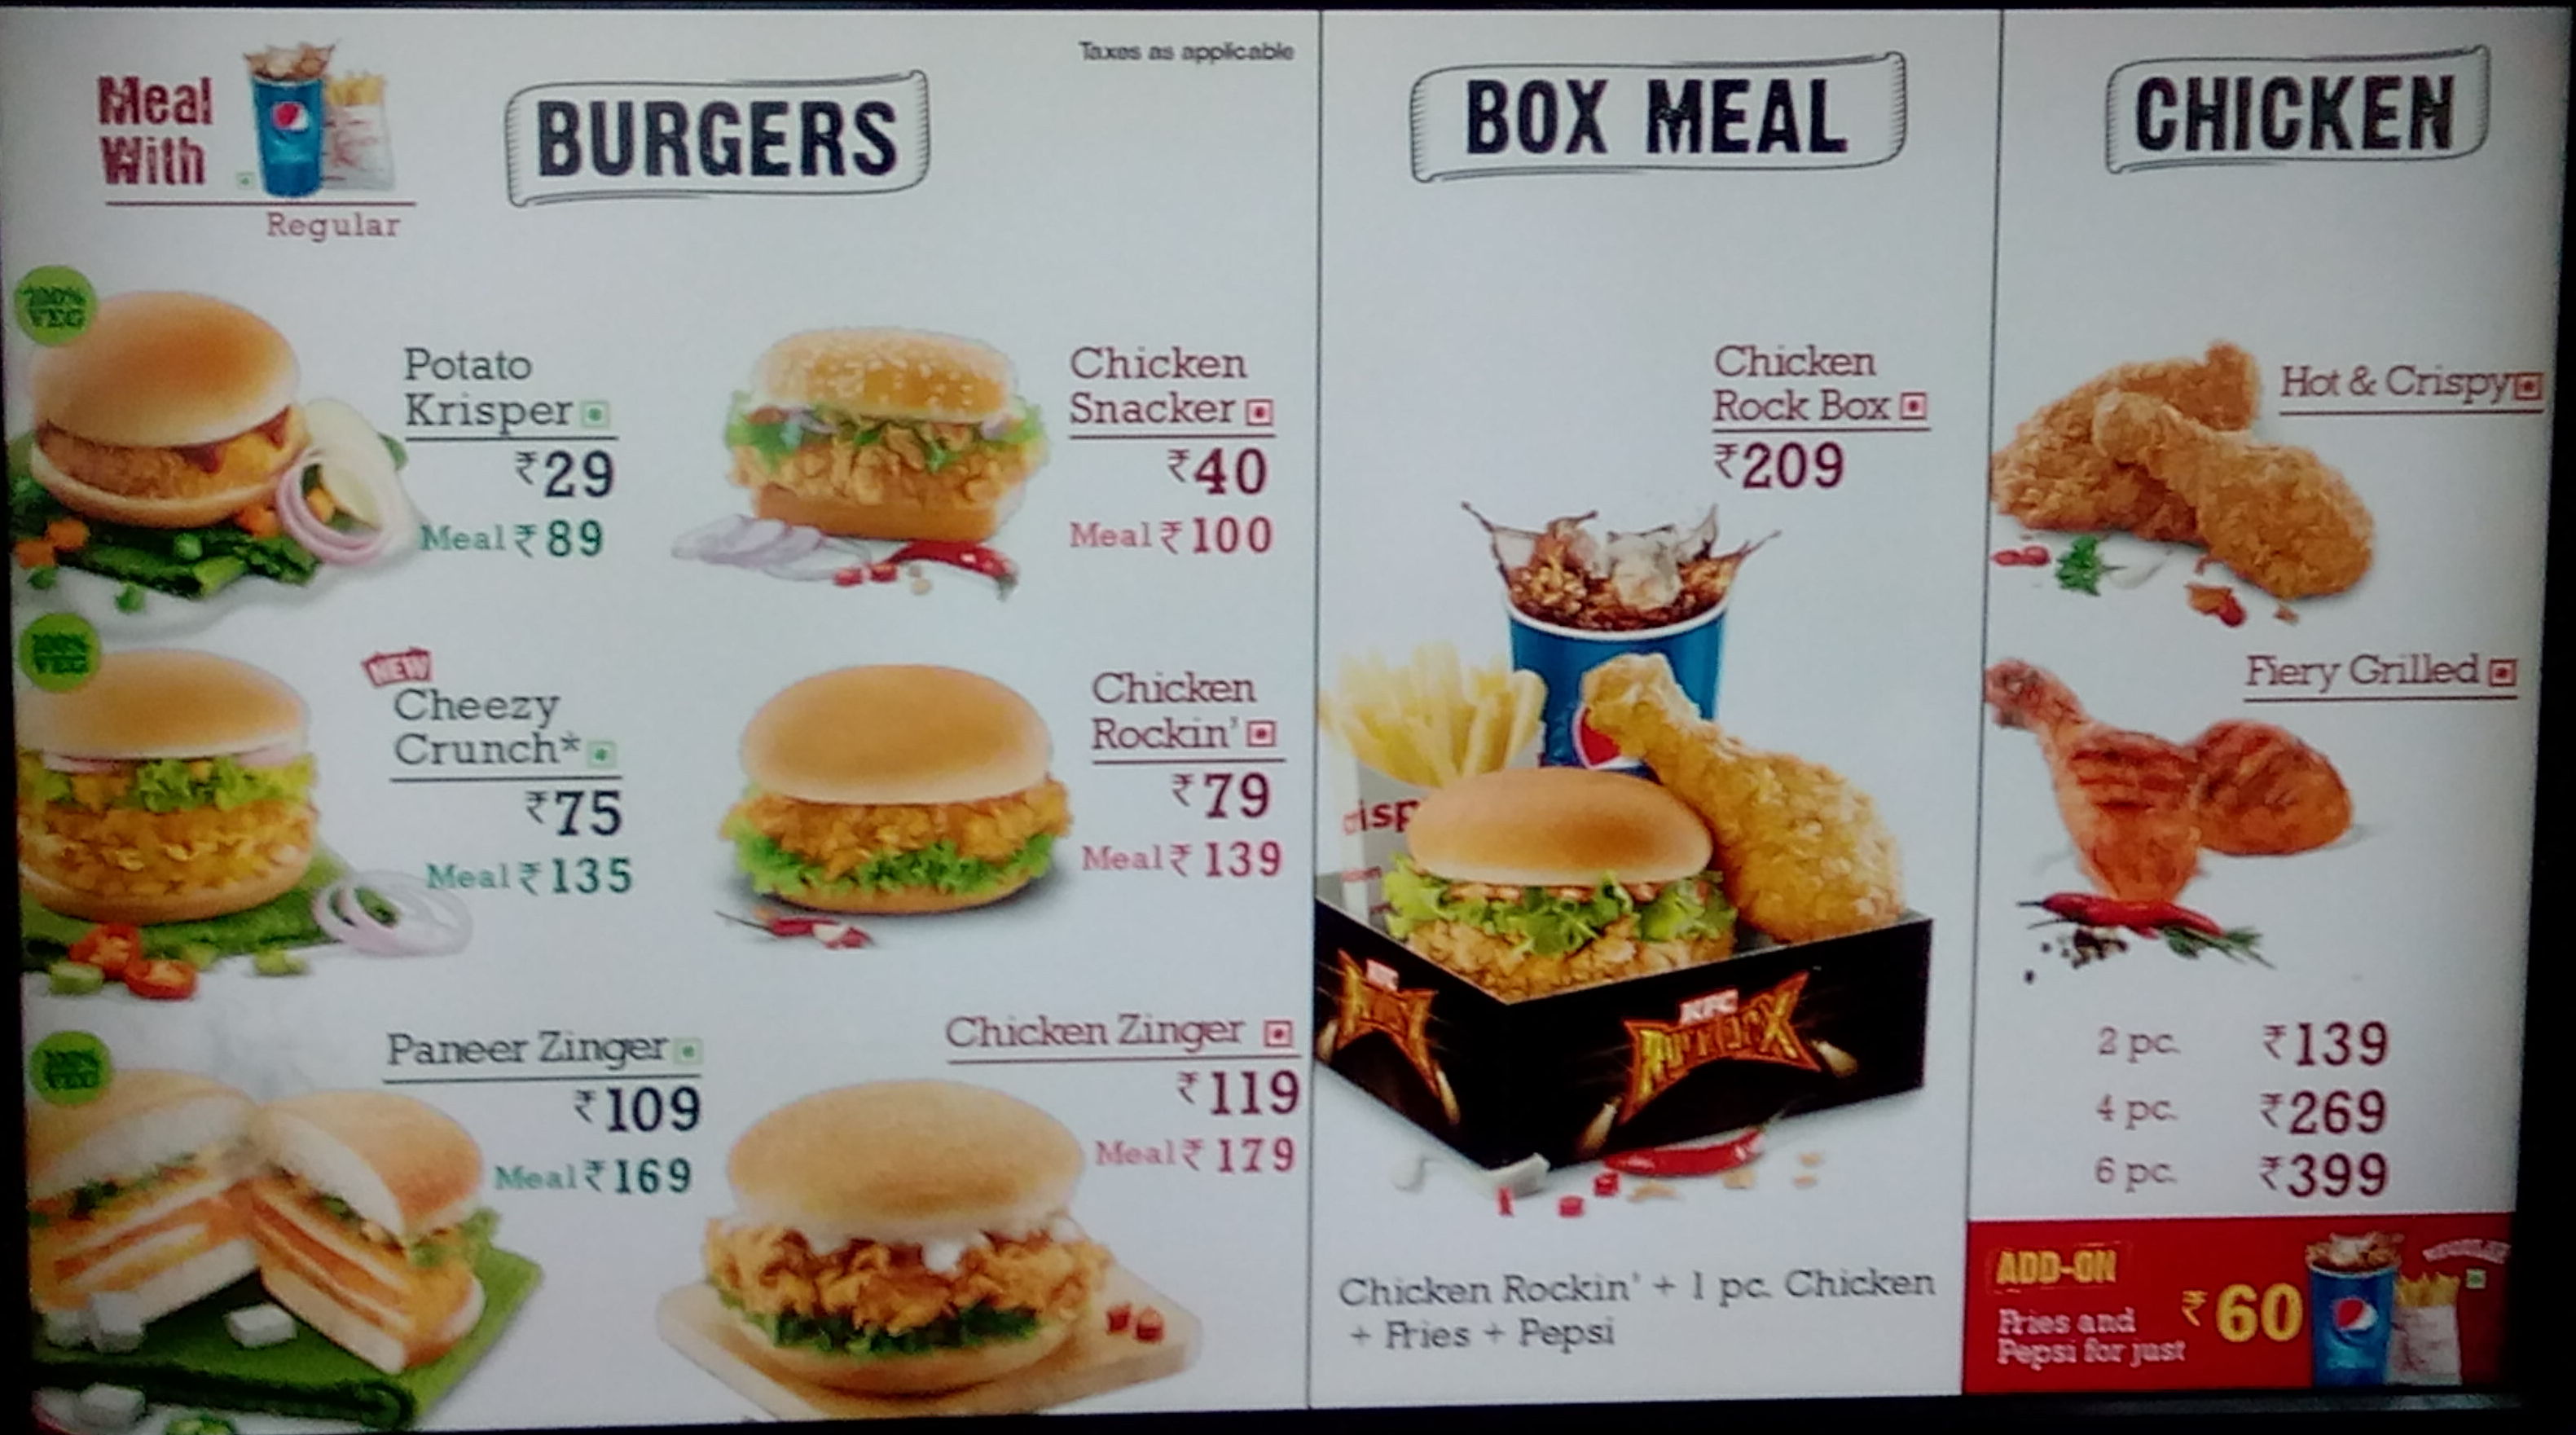 Meal
With
Regular
BURGERS
Taxes as applicable
100%
VEG
Potato
Krisper
₹29
Meal ₹89
Chicken
Snacker
₹40
Meal ₹100
100%
VEG
NEW
Cheezy
Crunch*
₹75
Meal ₹135
Chicken
Rockin'
₹79
Meal ₹139
100%
VEG
Paneer Zinger
₹109
Meal ₹169
Chicken Zinger
₹119
Meal ₹179
BOX MEAL
Chicken
Rock Box
₹209
risp
KFC
KFC
Chicken Rockin' + 1 pc. Chicken
+ Fries + Pepsi
CHICKEN
Hot & Crispy
Fiery Grilled
2 pc. ₹139
4 pc. ₹269
6 pc. ₹399
ADD-ON
Fries and
Pepsi for just
₹60